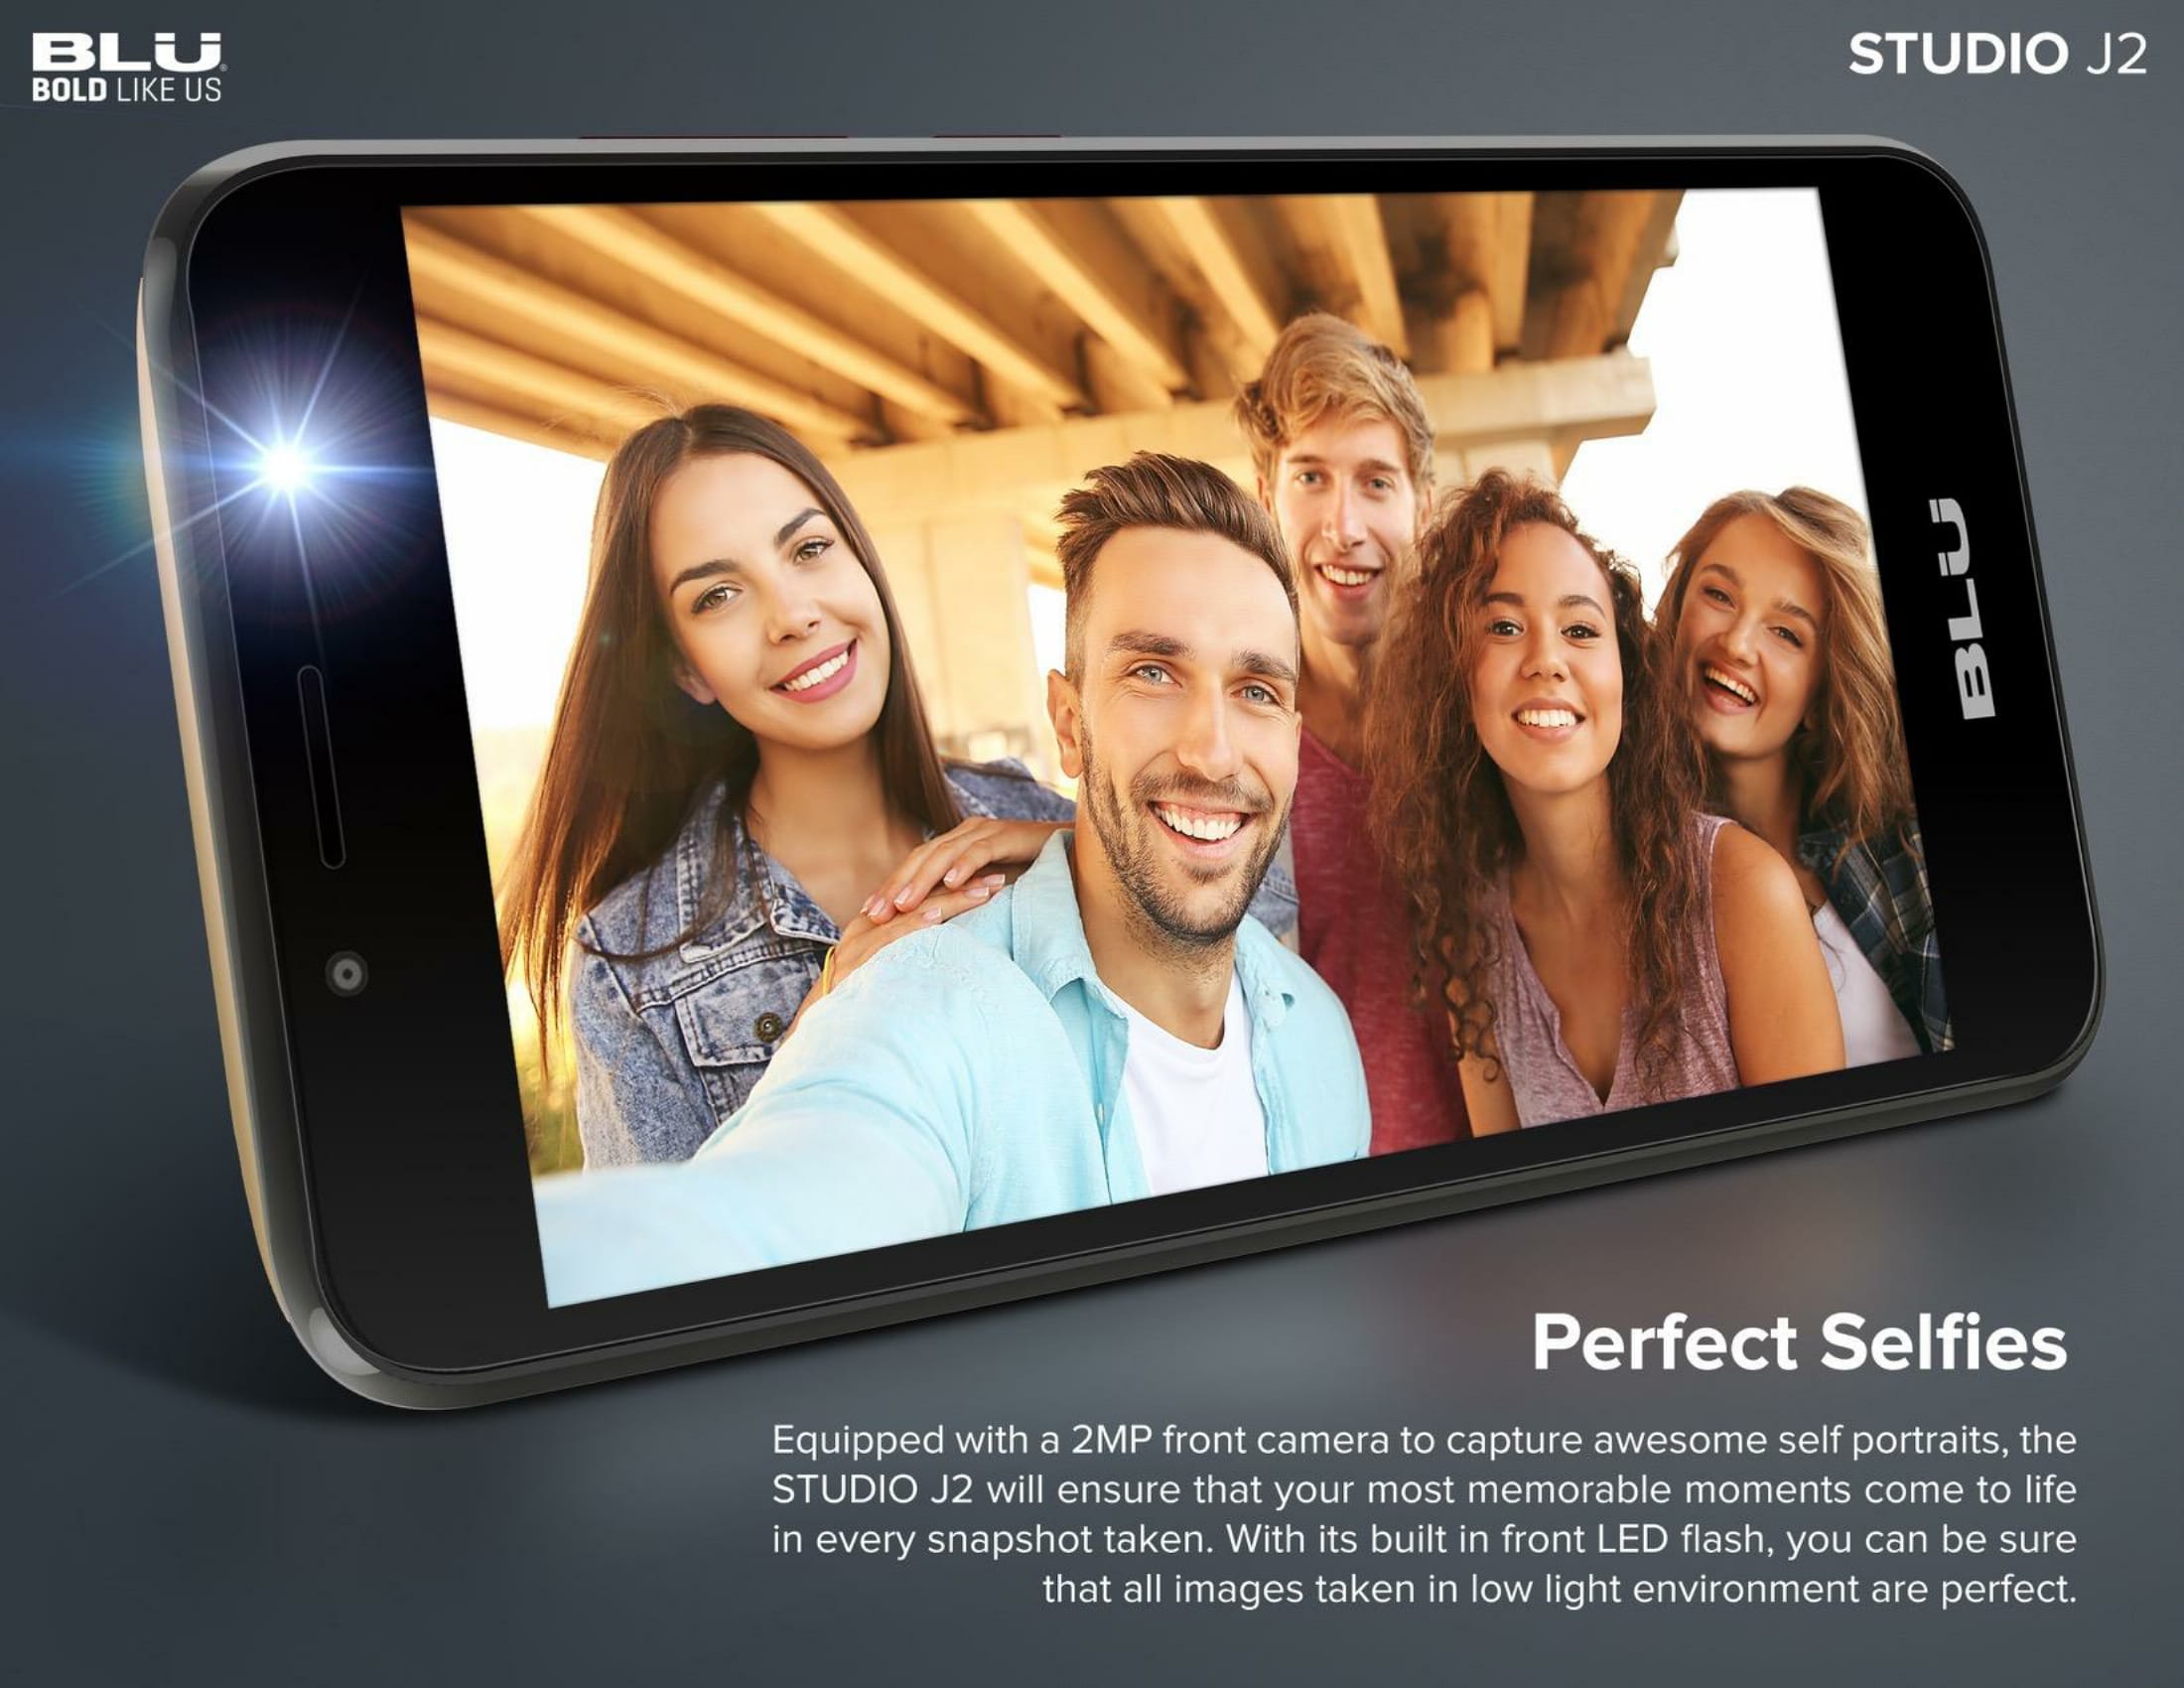 BLU
BOLD LIKE US
STUDIO J2
BLU
Perfect Selfies
Equipped with a 2MP front camera to capture awesome self portraits, the
STUDIO J2 will ensure that your most memorable moments come to life
in every snapshot taken. With its built in front LED flash, you can be sure
that all images taken in low light environment are perfect.